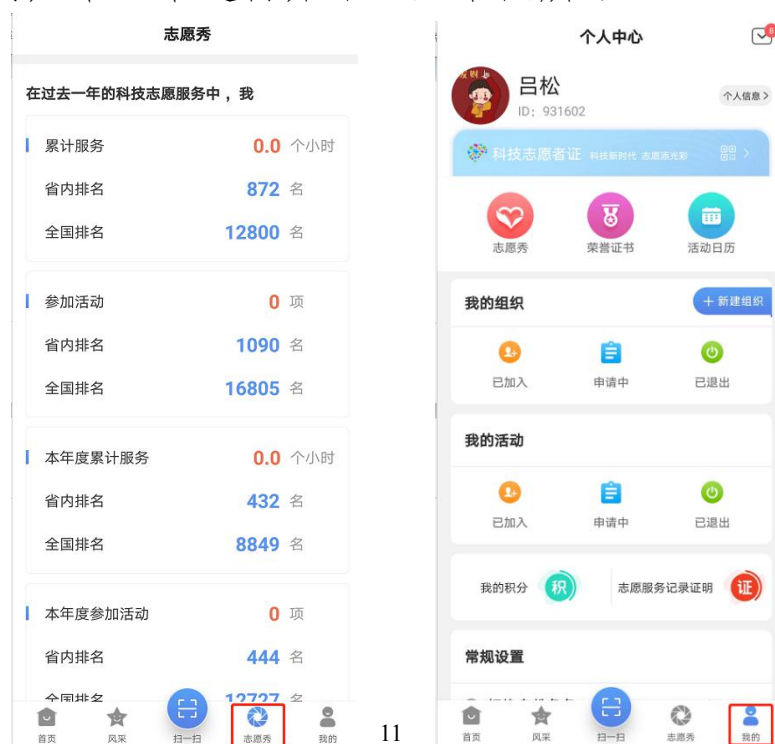 志愿秀
在过去一年的科技志愿服务中，我
累计服务 0.0 个小时
省内排名 872 名
全国排名 12800 名
参加活动 0 项
省内排名 1090 名
全国排名 16805 名
本年度累计服务 0.0 个小时
省内排名 432 名
全国排名 8849 名
本年度参加活动 0 项
省内排名 444 名
全国排名 12727 名
首页 风采 扫一扫 志愿秀 我的
11
个人中心
吕松
ID: 931602
个人信息 >
科技志愿者证 科技新时代 志愿添光彩
志愿秀 荣誉证书 活动日历
我的组织 + 新建组织
已加入 申请中 已退出
我的活动
已加入 申请中 已退出
我的积分 积 志愿服务记录证明 证
常规设置
首页 风采 扫一扫 志愿秀 我的